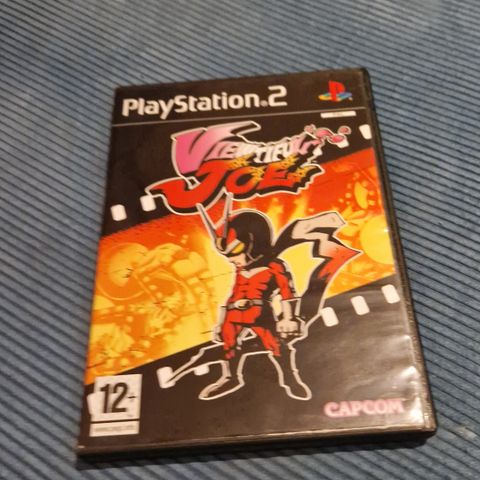 PlayStation®2
VIEWTIFUL
JOE
12+
CAPCOM